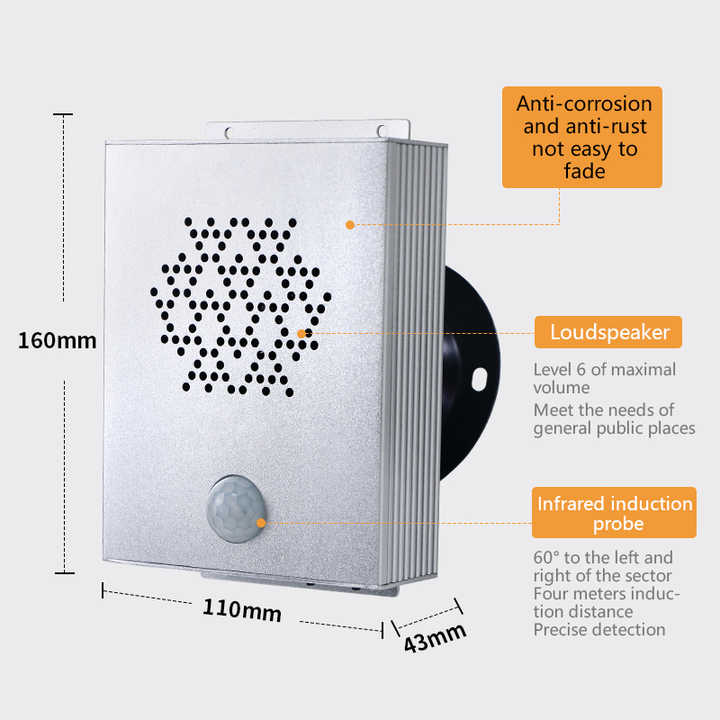 Anti-corrosion
and anti-rust
not easy to
fade
160mm
Loudspeaker
Level 6 of maximal
volume
Meet the needs of
general public places
Infrared induction
probe
60° to the left and
right of the sector
Four meters induc-
tion distance
Precise detection
110mm
43mm